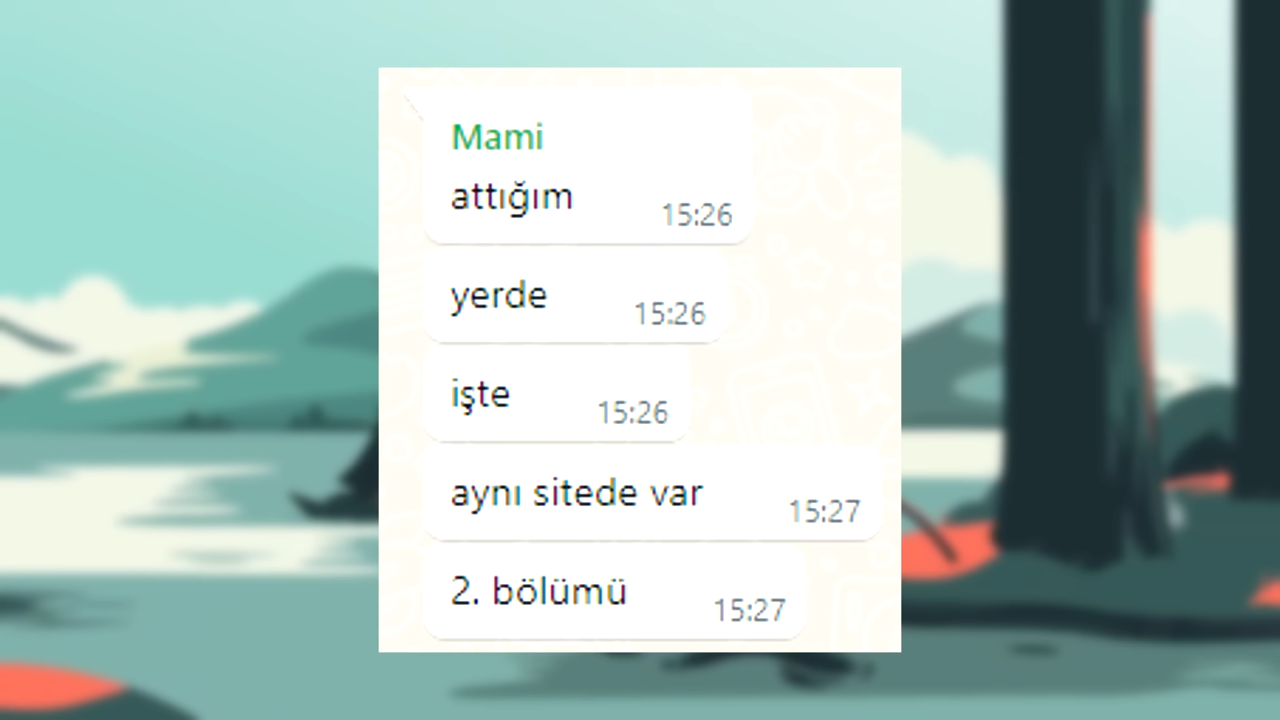 Mami
attığım
15:26
yerde
15:26
işte
15:26
aynı sitede var
15:27
2. bölümü
15:27